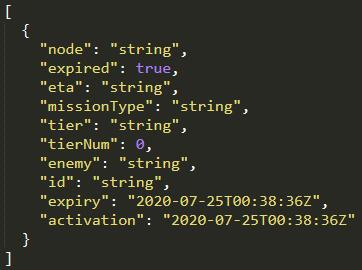 [
  {
    "node": "string",
    "expired": true,
    "eta": "string",
    "missionType": "string",
    "tier": "string",
    "tierNum": 0,
    "enemy": "string",
    "id": "string",
    "expiry": "2020-07-25T00:38:36Z",
    "activation": "2020-07-25T00:38:36Z"
  }
]